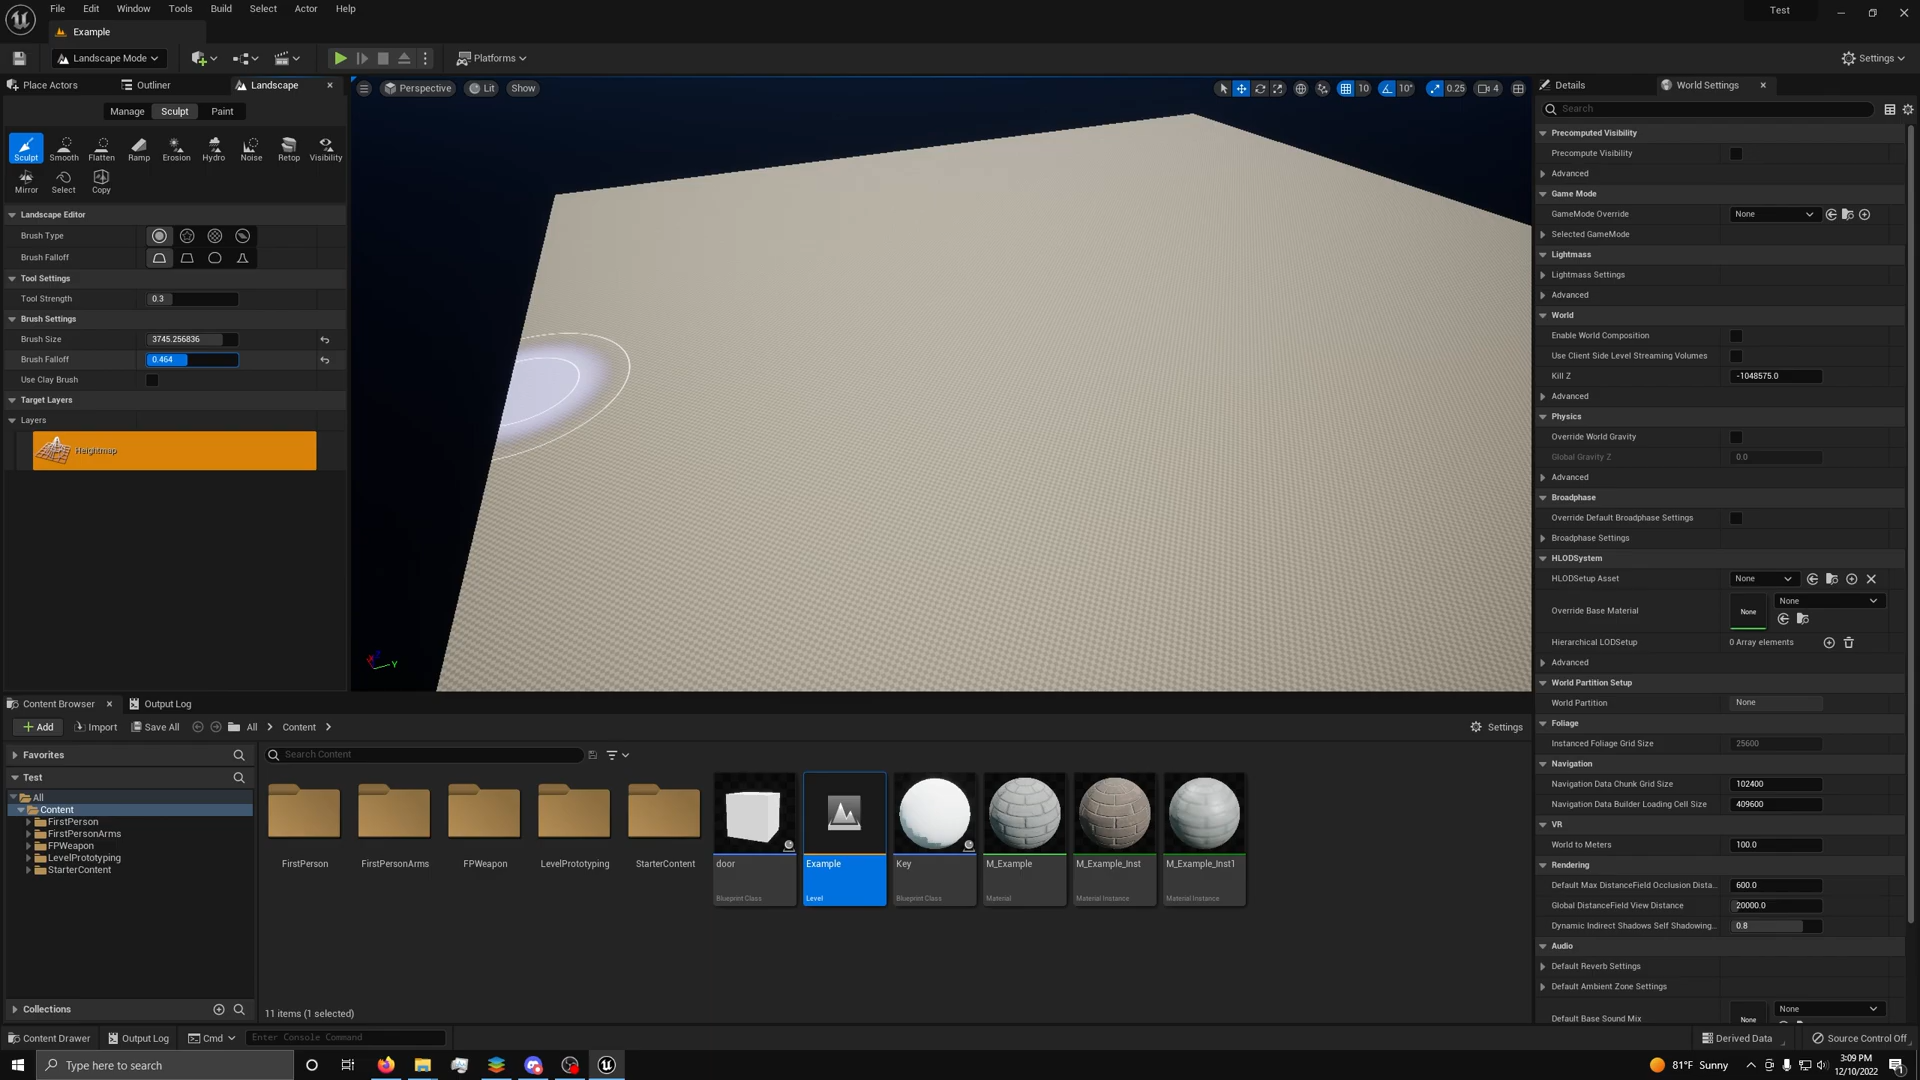 File Edit Window Tools Build Select Actor Help
Test
Example
Landscape Mode
Platforms
Settings
Place Actors
Outliner
Landscape
Manage
Sculpt
Paint
Sculpt Smooth Flatten Ramp Erosion Hydro Noise Retop Visibility
Mirror Select Copy
Landscape Editor
Brush Type
Brush Falloff
Tool Settings
Tool Strength 0.3
Brush Settings
Brush Size 3745.256836
Brush Falloff 0.464
Use Clay Brush
Target Layers
Layers
Heightmap
Perspective
Lit
Show
10
10°
0.25
4
Y
Details
World Settings
Search
Precomputed Visibility
Precompute Visibility
Advanced
Game Mode
GameMode Override None
Selected GameMode
Lightmass
Lightmass Settings
Advanced
World
Enable World Composition
Use Client Side Level Streaming Volumes
Kill Z -1048575.0
Advanced
Physics
Override World Gravity
Global Gravity Z 0.0
Advanced
Broadphase
Override Default Broadphase Settings
Broadphase Settings
HLODSystem
HLODSetup Asset None
Override Base Material None None
Hierarchical LODSetup 0 Array elements
Advanced
World Partition Setup
World Partition None
Foliage
Instanced Foliage Grid Size 25600
Navigation
Navigation Data Chunk Grid Size 102400
Navigation Data Builder Loading Cell Size 409600
VR
World to Meters 100.0
Rendering
Default Max DistanceField Occlusion Dista... 600.0
Global DistanceField View Distance 20000.0
Dynamic Indirect Shadows Self Shadowing... 0.8
Audio
Default Reverb Settings
Default Ambient Zone Settings
Default Base Sound Mix None None
Content Browser
Output Log
Add
Import
Save All
All
Content
Settings
Favorites
Test
All
Content
FirstPerson
FirstPersonArms
FPWeapon
LevelPrototyping
StarterContent
Collections
Search Content
FirstPerson
FirstPersonArms
FPWeapon
LevelPrototyping
StarterContent
door
Blueprint Class
Example
Level
Key
Blueprint Class
M_Example
Material
M_Example_Inst
Material Instance
M_Example_Inst1
Material Instance
11 items (1 selected)
Content Drawer
Output Log
Cmd
Enter Console Command
Derived Data
Source Control Off
Type here to search
81°F Sunny
3:09 PM
12/10/2022